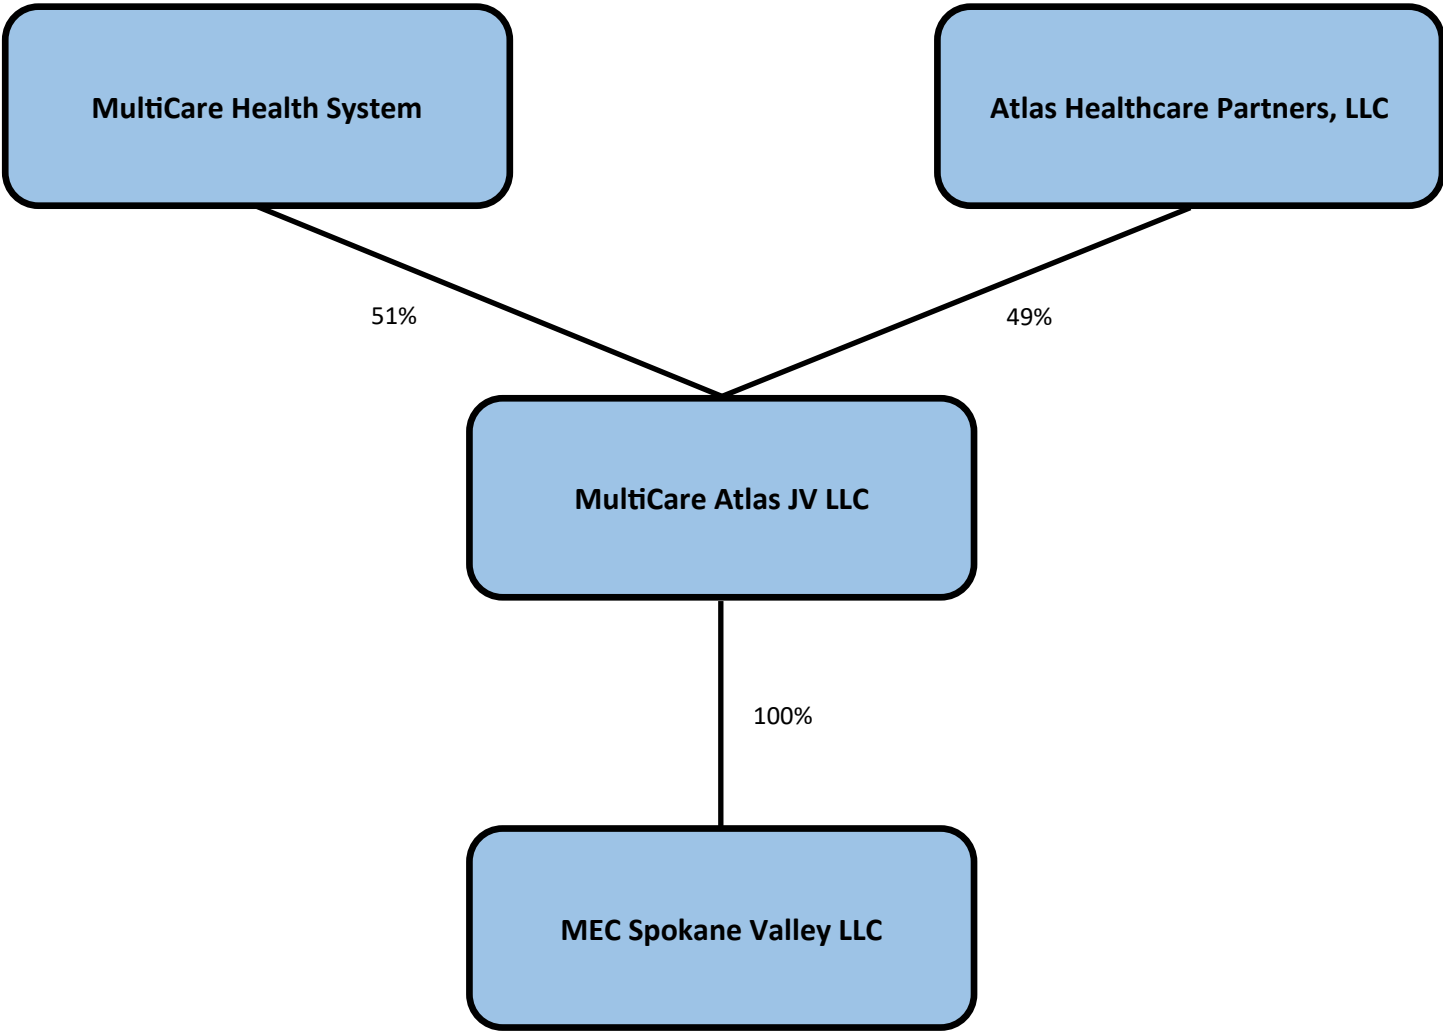 MultiCare Health System
Atlas Healthcare Partners, LLC
51%
49%
MultiCare Atlas JV LLC
100%
MEC Spokane Valley LLC